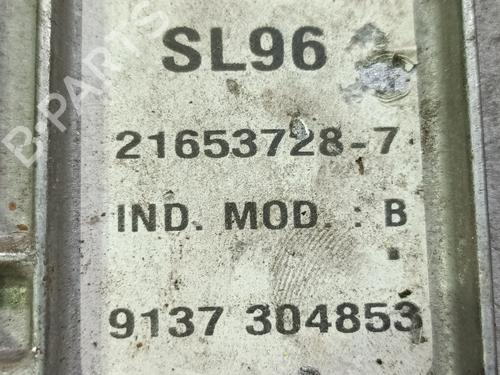 SL96
21653728-7
IND. MOD. : B
9137 304853
B-PARTS